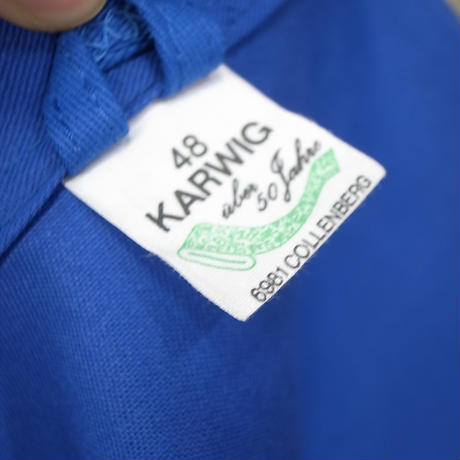 48
KARWIG
über
50 Jahre
6981 COLLENBERG